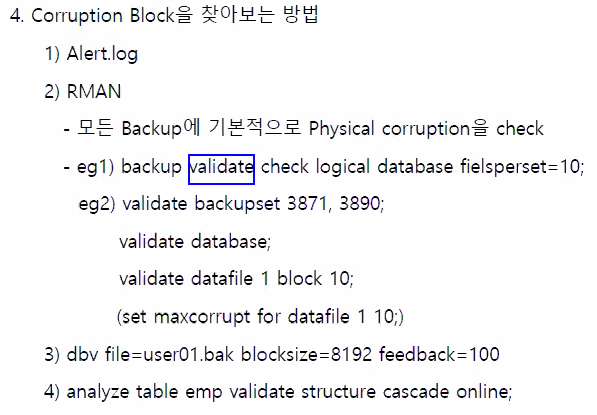 4. Corruption Block을 찾아보는 방법
1) Alert.log
2) RMAN
- 모든 Backup에 기본적으로 Physical corruption을 check
- eg1) backup validate check logical database fielsperset=10;
eg2) validate backupset 3871, 3890;
validate database;
validate datafile 1 block 10;
(set maxcorrupt for datafile 1 10;)
3) dbv file=user01.bak blocksize=8192 feedback=100
4) analyze table emp validate structure cascade online;